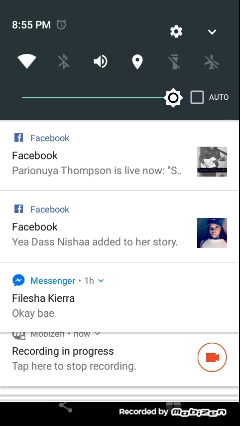 8:55 PM
AUTO
Facebook
Facebook
Parionuya Thompson is live now: "S..
Facebook
Facebook
Yea Dass Nishaa added to her story.
Messenger • 1h
Filesha Kierra
Okay bae
Mobizen • now
Recording in progress
Tap here to stop recording.
Recorded by mobizen